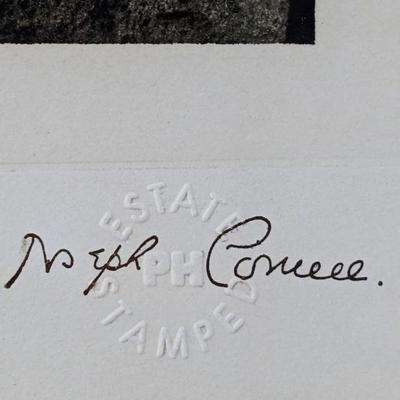 ESTATE
Joseph Cornell.
PH
STAMPED